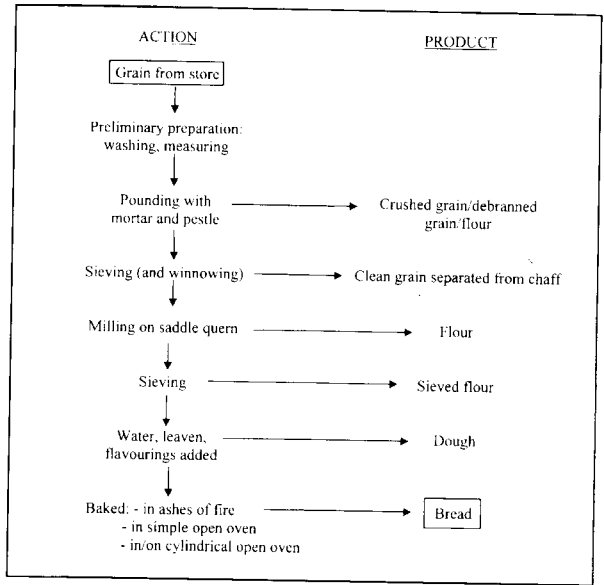 ACTION
PRODUCT
Grain from store
Preliminary preparation:
washing, measuring
Pounding with
mortar and pestle
Crushed grain/debranned
grain/flour
Sieving (and winnowing)
Clean grain separated from chaff
Milling on saddle quern
Flour
Sieving
Sieved flour
Water, leaven,
flavourings added
Dough
Baked: - in ashes of fire
- in simple open oven
- in/on cylindrical open oven
Bread